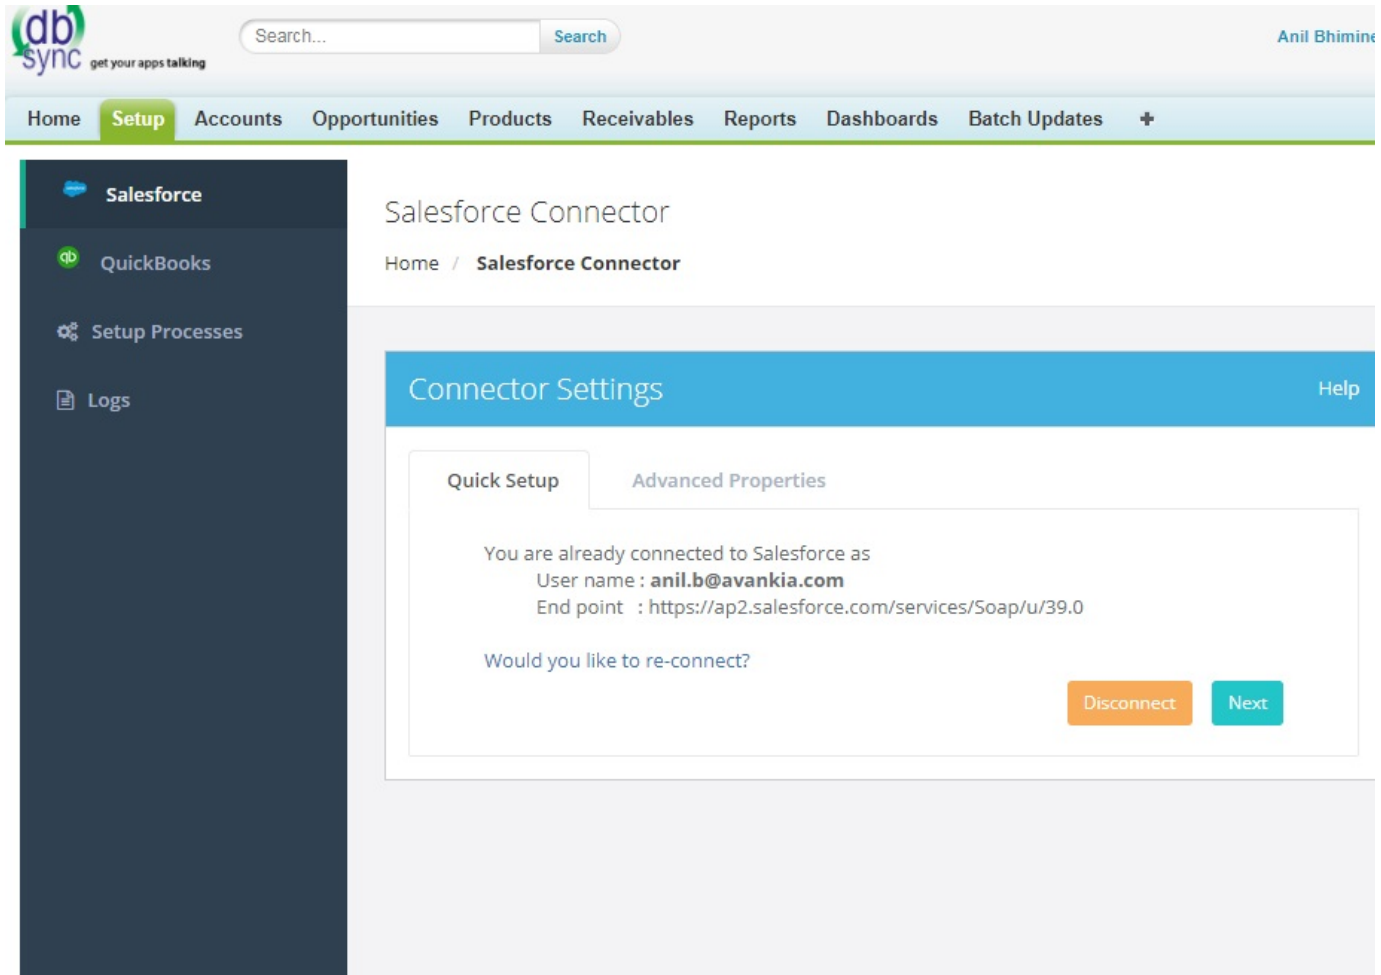 db
sync get your apps talking
Search...
Search
Anil Bhimine
Home Setup Accounts Opportunities Products Receivables Reports Dashboards Batch Updates +
Salesforce
QuickBooks
Setup Processes
Logs
Salesforce Connector
Home / Salesforce Connector
Connector Settings
Help
Quick Setup Advanced Properties
You are already connected to Salesforce as
User name : anil.b@avankia.com
End point : https://ap2.salesforce.com/services/Soap/u/39.0
Would you like to re-connect?
Disconnect Next